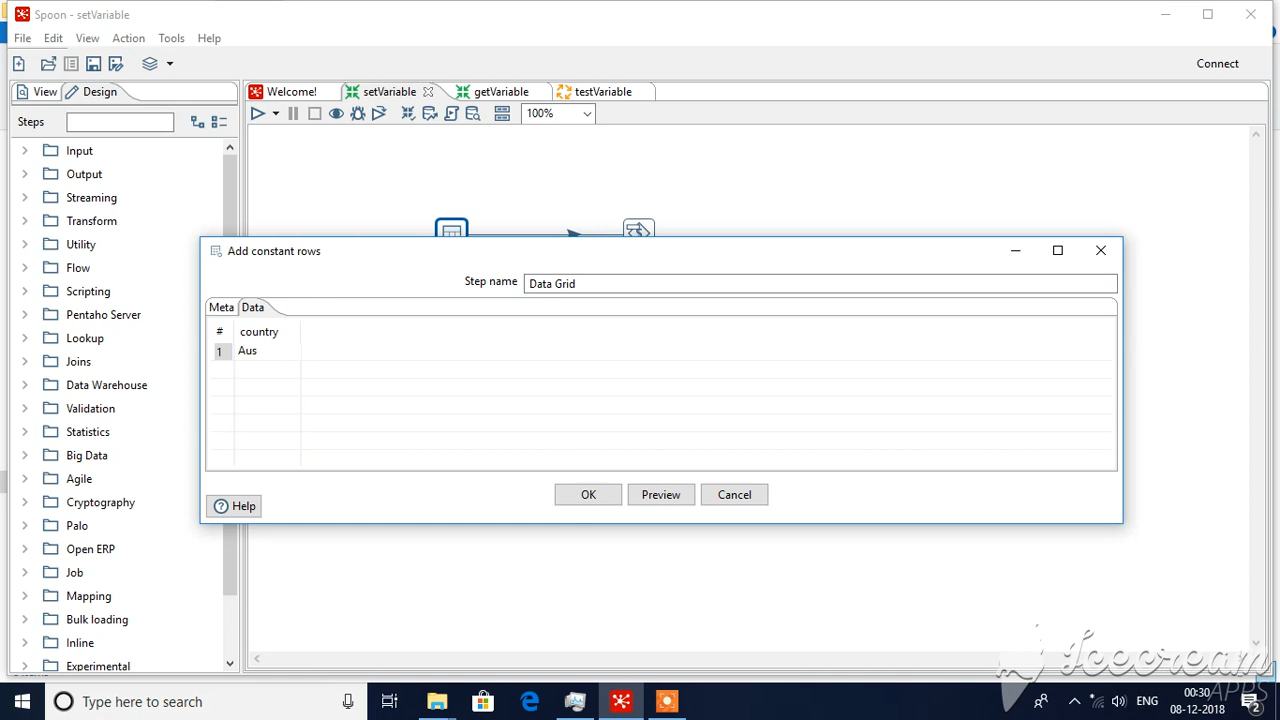 Spoon - setVariable
File Edit View Action Tools Help
Connect
View Design
Welcome! setVariable getVariable testVariable
Steps
100%
Input
Output
Streaming
Transform
Utility
Flow
Scripting
Pentaho Server
Lookup
Joins
Data Warehouse
Validation
Statistics
Big Data
Agile
Cryptography
Palo
Open ERP
Job
Mapping
Bulk loading
Inline
Experimental
Add constant rows
Step name Data Grid
Meta Data
# country
1 Aus
OK Preview Cancel
? Help
Icecream
APPS
Type here to search
ENG
00:30
08-12-2018
2